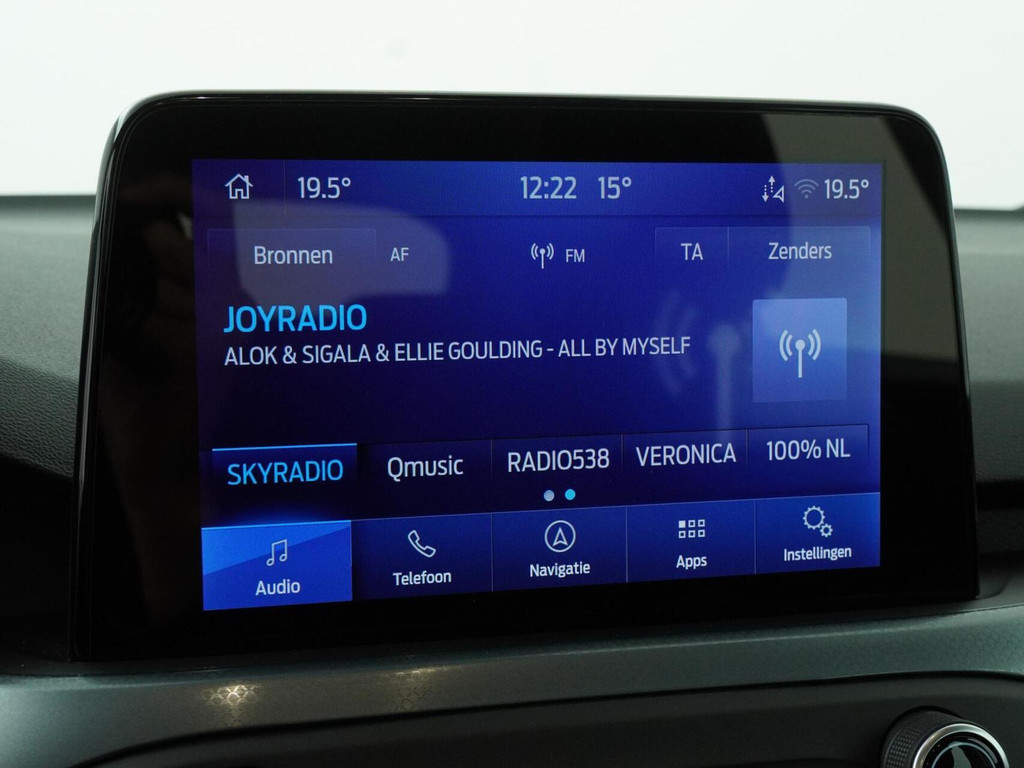 19.5° 12:22 15° 19.5°
Bronnen AF FM TA Zenders
JOYRADIO
ALOK & SIGALA & ELLIE GOULDING - ALL BY MYSELF
SKYRADIO Qmusic RADIO538 VERONICA 100% NL
Audio Telefoon Navigatie Apps Instellingen